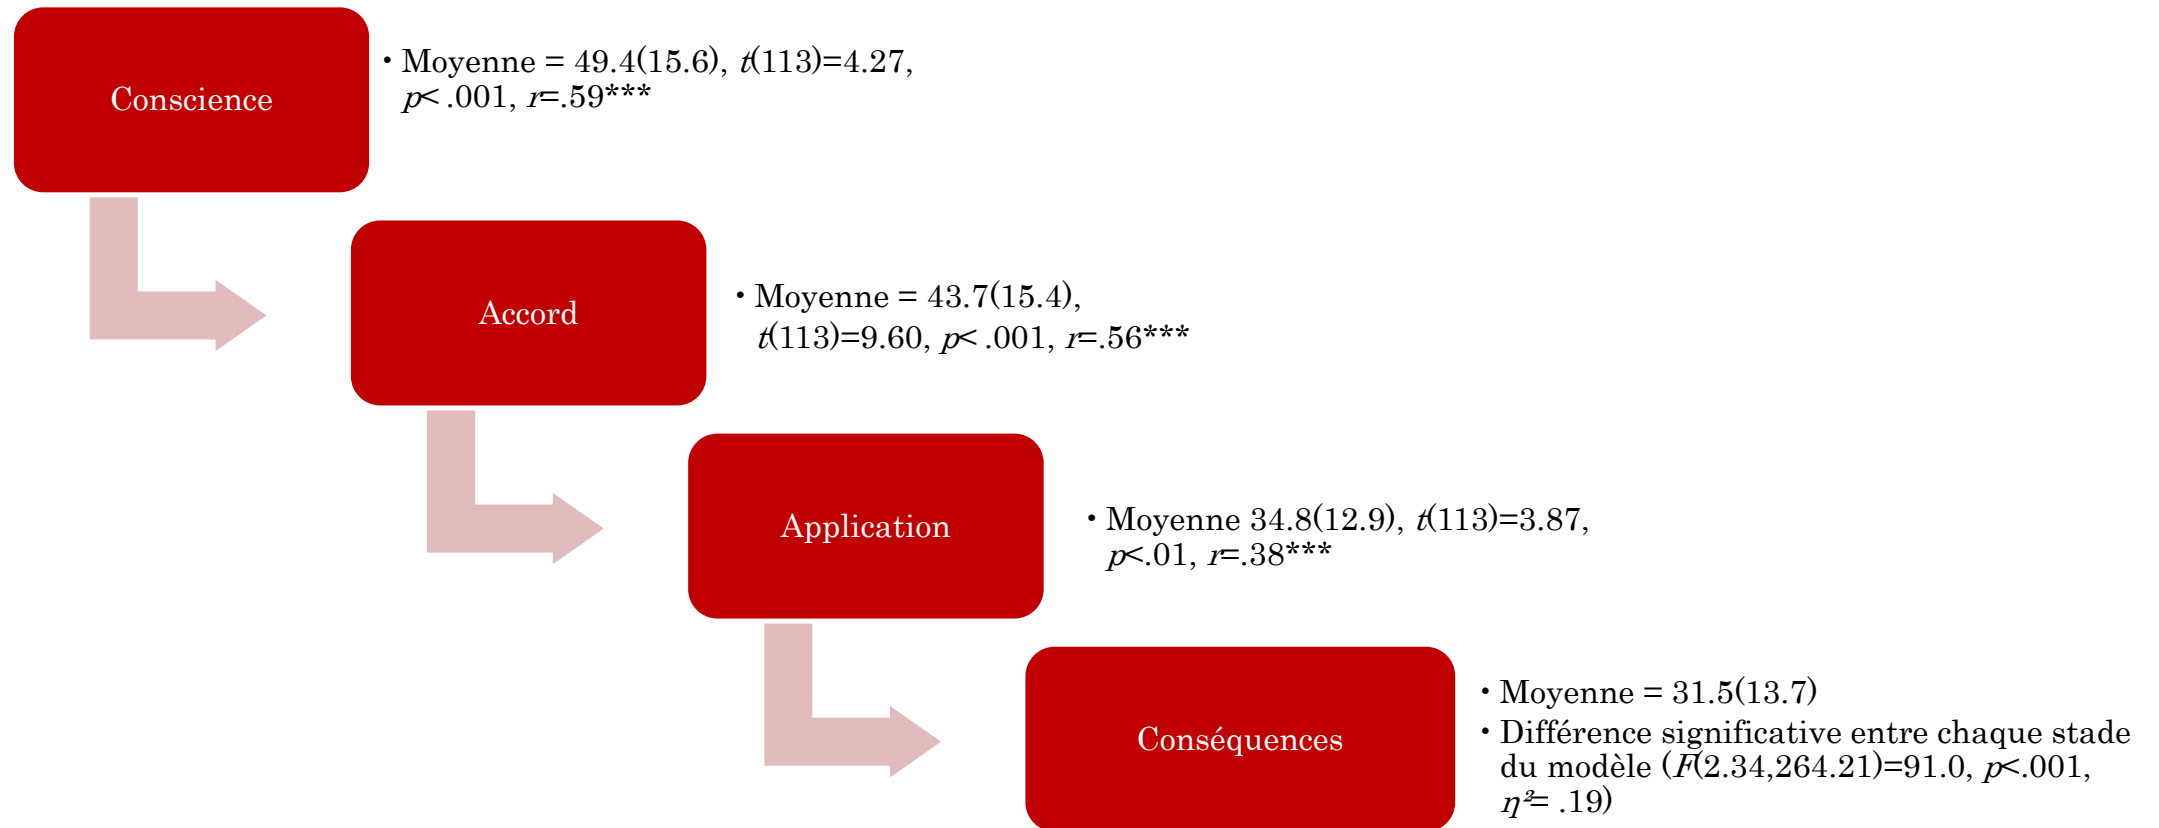 Conscience
• Moyenne = 49.4(15.6), t(113)=4.27,
p< .001, r=.59***
Accord
• Moyenne = 43.7(15.4),
t(113)=9.60, p< .001, r=.56***
Application
• Moyenne 34.8(12.9), t(113)=3.87,
p<.01, r=.38***
Conséquences
• Moyenne = 31.5(13.7)
• Différence significative entre chaque stade
du modèle (F(2.34,264.21)=91.0, p<.001,
η²= .19)